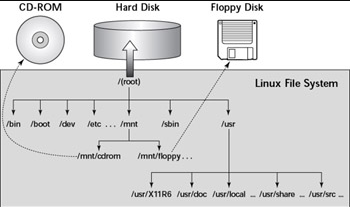 CD-ROM Hard Disk Floppy Disk
/(root)
Linux File System
/bin /boot /dev /etc ... /mnt /sbin /usr
/mnt/cdrom /mnt/floppy ...
/usr/X11R6 /usr/doc /usr/local ... /usr/share ... /usr/src ...